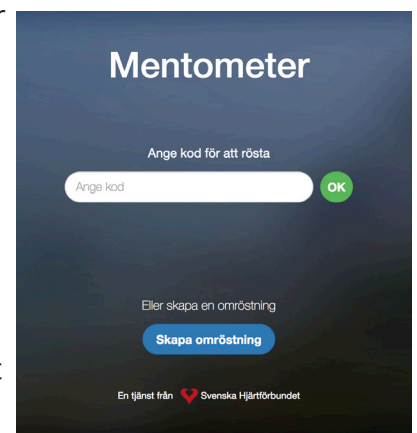 Mentometer
Ange kod för att rösta
Ange kod OK
Eller skapa en omröstning
Skapa omröstning
En tjänst från Svenska Hjärtförbundet